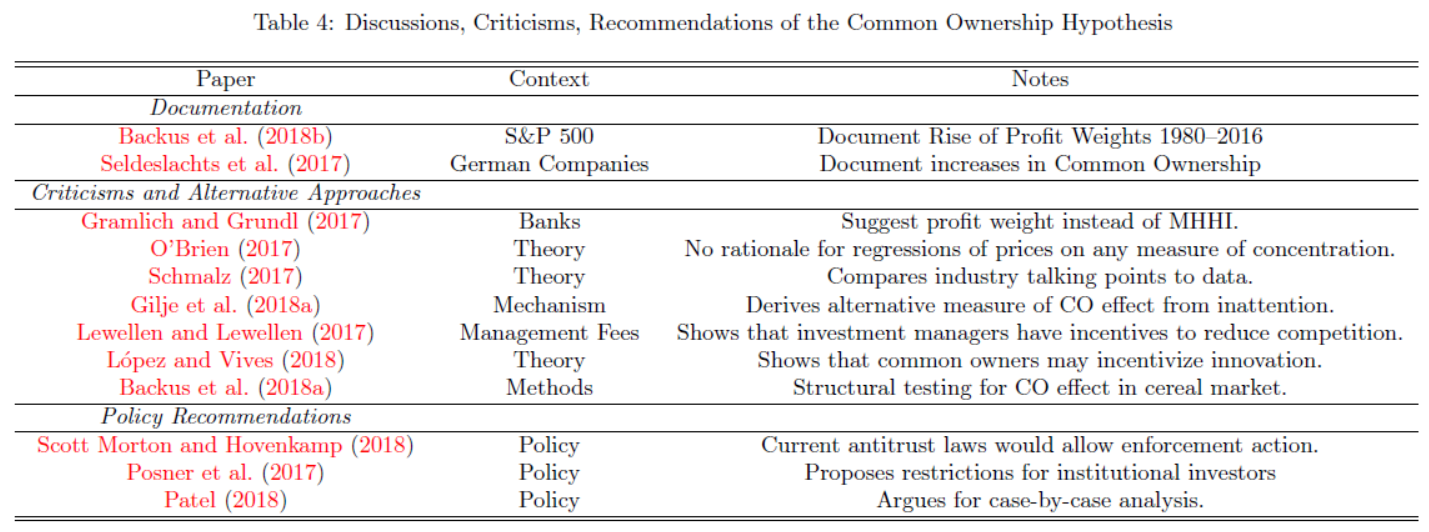 Table 4: Discussions, Criticisms, Recommendations of the Common Ownership Hypothesis
Paper Context Notes
Documentation
Backus et al. (2018b) S&P 500 Document Rise of Profit Weights 1980–2016
Seldeslachts et al. (2017) German Companies Document increases in Common Ownership
Criticisms and Alternative Approaches
Gramlich and Grundl (2017) Banks Suggest profit weight instead of MHHI.
O'Brien (2017) Theory No rationale for regressions of prices on any measure of concentration.
Schmalz (2017) Theory Compares industry talking points to data.
Gilje et al. (2018a) Mechanism Derives alternative measure of CO effect from inattention.
Lewellen and Lewellen (2017) Management Fees Shows that investment managers have incentives to reduce competition.
López and Vives (2018) Theory Shows that common owners may incentivize innovation.
Backus et al. (2018a) Methods Structural testing for CO effect in cereal market.
Policy Recommendations
Scott Morton and Hovenkamp (2018) Policy Current antitrust laws would allow enforcement action.
Posner et al. (2017) Policy Proposes restrictions for institutional investors
Patel (2018) Policy Argues for case-by-case analysis.